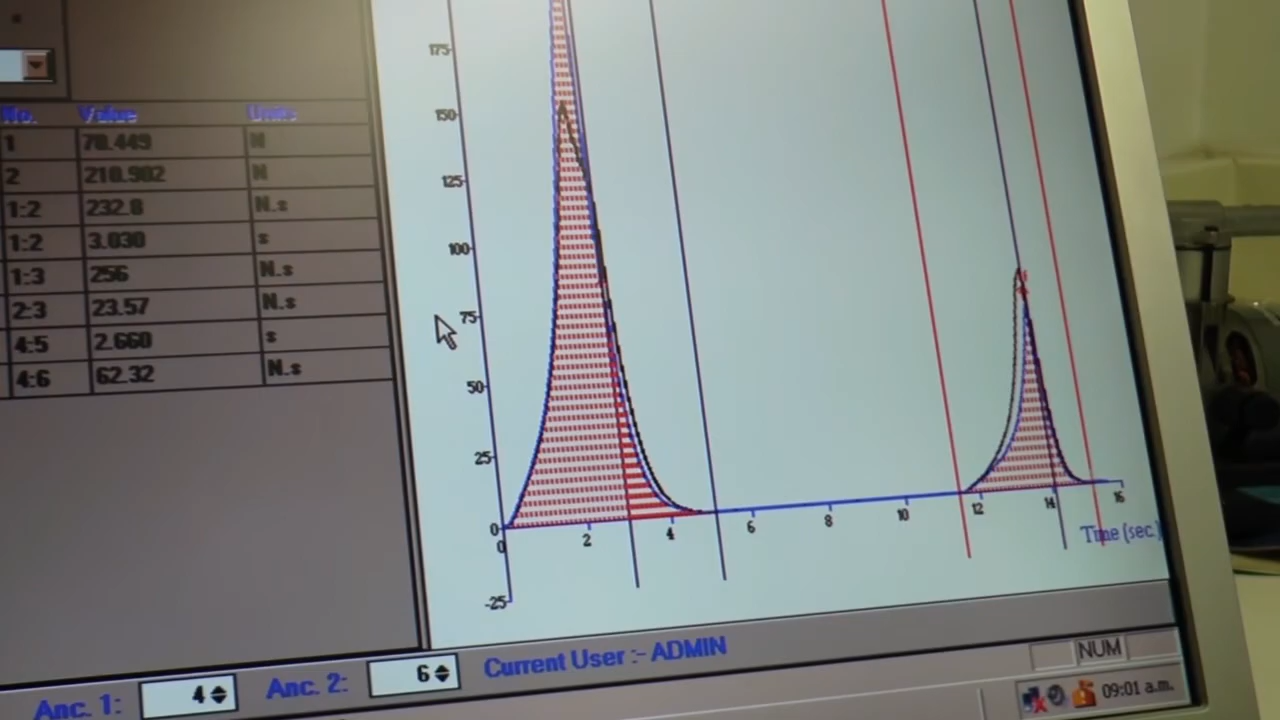 No. Value Units
1 78.449 N
2 210.902 N
1:2 232.8 N.s
1:2 3.030 s
1:3 256 N.s
2:3 23.57 N.s
4:5 2.660 s
4:6 62.32 N.s
175
150
125
100
75
50
25
0
-25
0 2 4 6 8 10 12 14 16
Time (sec.)
Anc. 1: 4 Anc. 2: 6 Current User :- ADMIN
NUM
09:01 a.m.